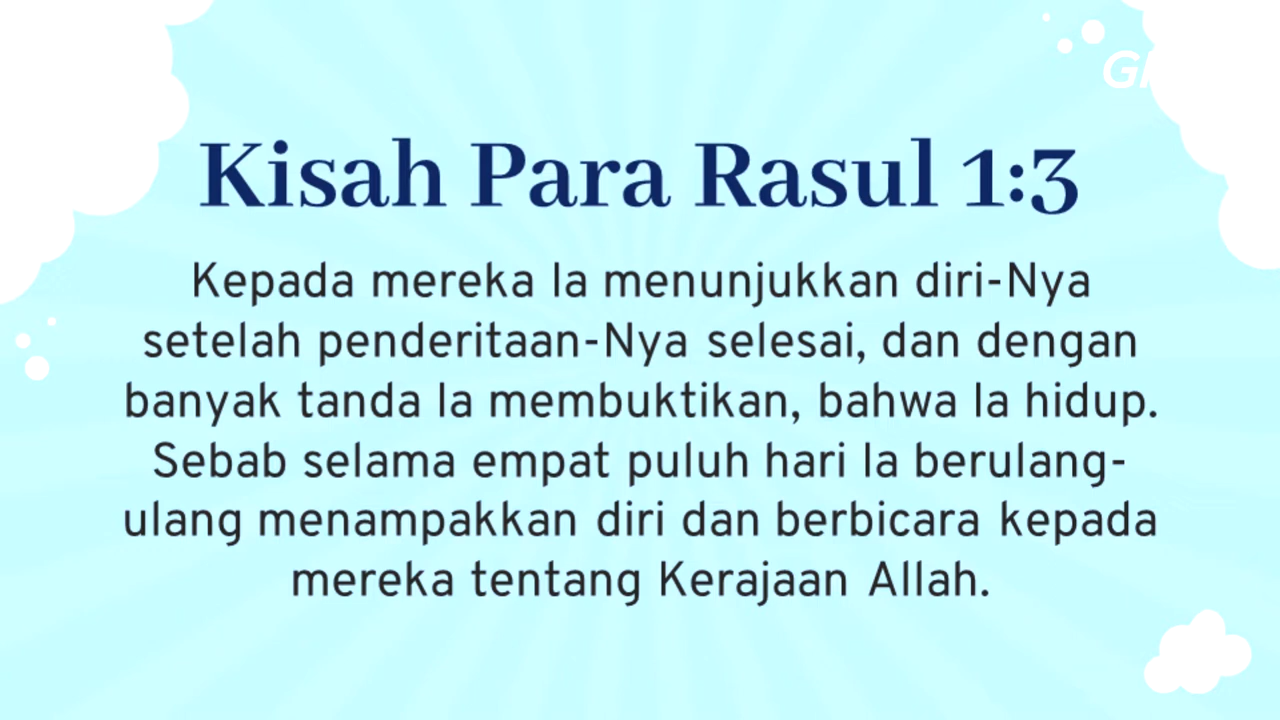 Kisah Para Rasul 1:3
Kepada mereka Ia menunjukkan diri-Nya
setelah penderitaan-Nya selesai, dan dengan
banyak tanda Ia membuktikan, bahwa Ia hidup.
Sebab selama empat puluh hari Ia berulang-
ulang menampakkan diri dan berbicara kepada
mereka tentang Kerajaan Allah.